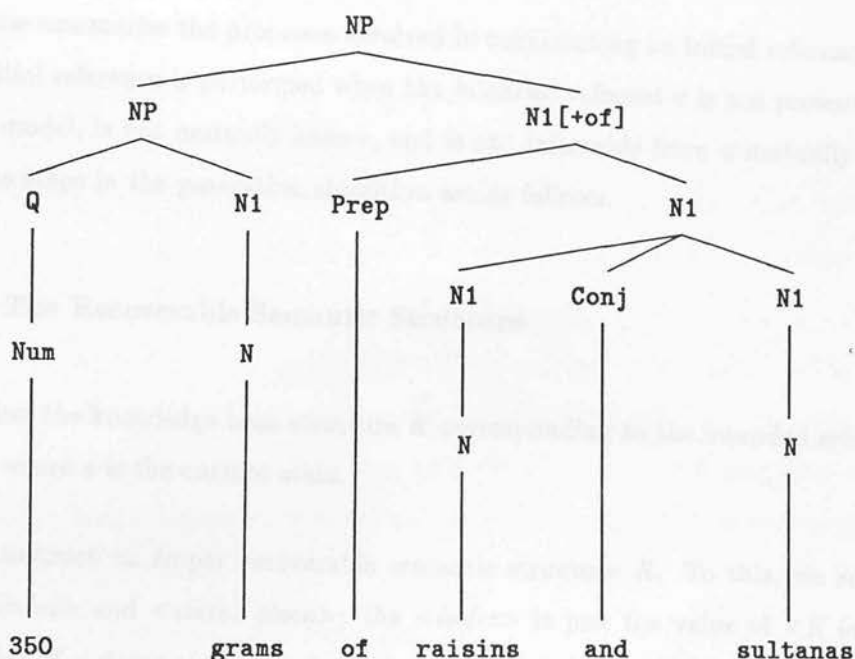 NP
NP N1[+of]
Q N1 Prep N1
N1 Conj N1
Num N
N N
350 grams of raisins and sultanas